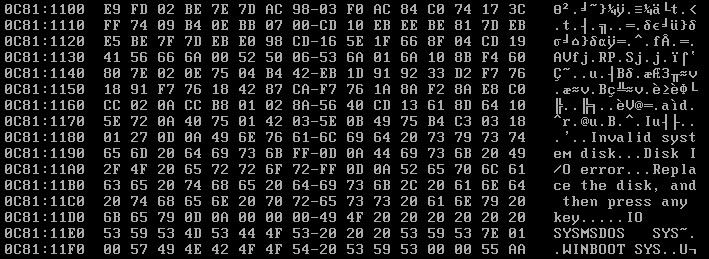 0C81:1100 E9 FD 02 BE 7E 7D AC 98-03 F0 AC 84 C0 74 17 3C Θ².╛~}¼ÿ.≡¼ä└t.<
0C81:1110 FF 74 09 B4 0E BB 07 00-CD 10 EB EE BE 81 7D EB .t.┤.╗..═.δε╛ü}δ
0C81:1120 E5 BE 7F 7D EB E0 98 CD-16 5E 1F 66 8F 04 CD 19 σ╛⌂}δαÿ═.^.fÅ.═.
0C81:1130 41 56 66 6A 00 52 50 06-53 6A 01 6A 10 8B F4 60 AVfj.RP.Sj.j.ï⌠`
0C81:1140 80 7E 02 0E 75 04 B4 42-EB 1D 91 92 33 D2 F7 76 Ç~..u.┤Bδ.æÆ3╥≈v
0C81:1150 18 91 F7 76 18 42 87 CA-F7 76 1A 8A F2 8A E8 C0 .æ≈v.Bç╩≈v.è≥èΦ└
0C81:1160 CC 02 0A CC B8 01 02 8A-56 40 CD 13 61 8D 64 10 ╠..╠╕..èV@═.aìd.
0C81:1170 5E 72 0A 40 75 01 42 03-5E 0B 49 75 B4 C3 03 18 ^r.@u.B.^.Iu┤├..
0C81:1180 01 27 0D 0A 49 6E 76 61-6C 69 64 20 73 79 73 74 .'..Invalid syst
0C81:1190 65 6D 20 64 69 73 6B FF-0D 0A 44 69 73 6B 20 49 em disk...Disk I
0C81:11A0 2F 4F 20 65 72 72 6F 72-FF 0D 0A 52 65 70 6C 61 /O error...Repla
0C81:11B0 63 65 20 74 68 65 20 64-69 73 6B 2C 20 61 6E 64 ce the disk, and
0C81:11C0 20 74 68 65 6E 20 70 72-65 73 73 20 61 6E 79 20 then press any
0C81:11D0 6B 65 79 0D 0A 00 00 00-49 4F 20 20 20 20 20 20 key.....IO
0C81:11E0 53 59 53 4D 53 44 4F 53-20 20 20 53 59 53 7E 01 SYSMSDOS   SYS~.
0C81:11F0 00 57 49 4E 42 4F 4F 54-20 53 59 53 00 00 55 AA .WINBOOT SYS..U¬